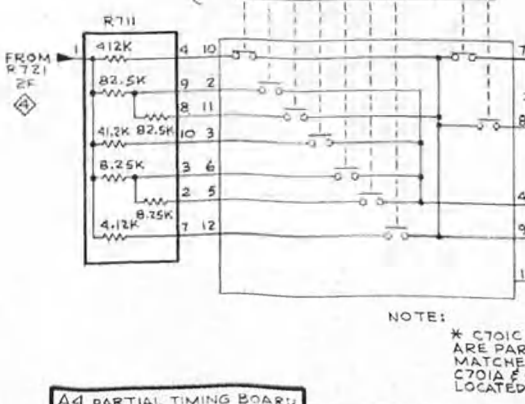 R711
FROM
R721
2F
4
1
412K
4 10
7
82.5K
9 2
8 11
82.5K
8
41.2K
10 3
8.25K
3 6
2 5
8.25K
4
4.12K
7 12
9
1
NOTE:
* C701C
ARE PAR
MATCHE
C701A &
LOCATED
A4 PARTIAL TIMING BOARD